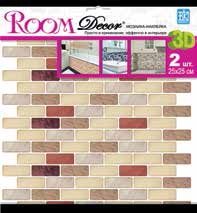 ROOM Decor
МОЗАИКА-НАКЛЕЙКА
Просто в применении, эффектно в интерьере
3D
2 шт.
25x25 см